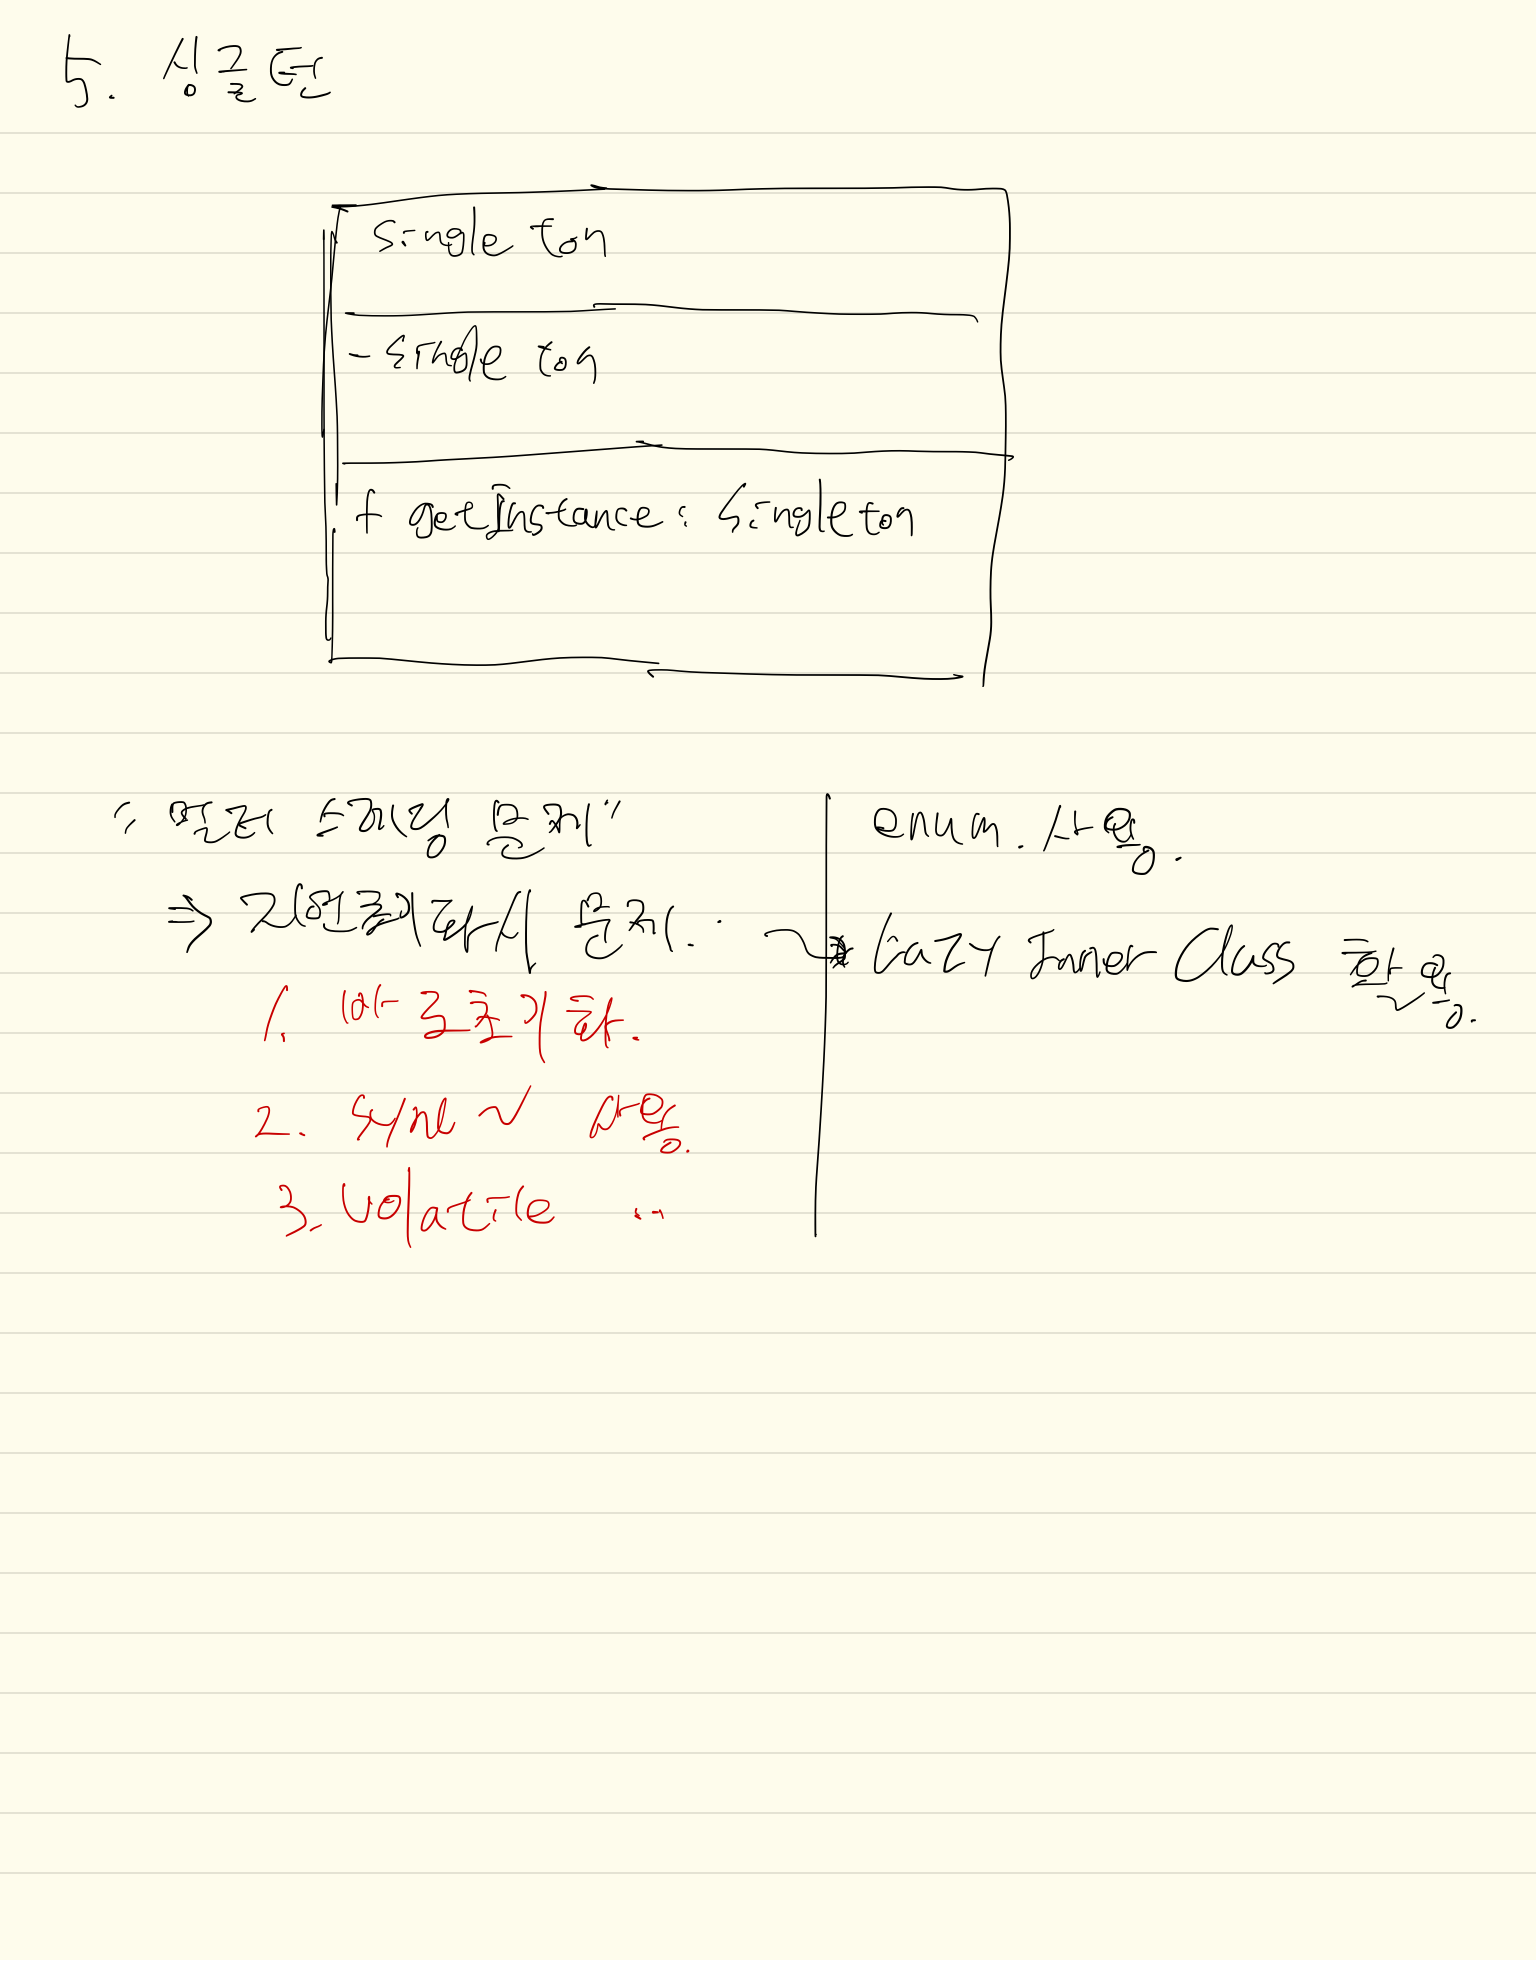 5. 싱글턴
Singleton
- Singleton
+ getInstance : Singleton
"멀티 스레딩 문제"
⇒ 지연초기화시 문제.
1. 바로초기화.
2. sync~ 사용.
3. Volatile ..
enum. 사용.
Lazy Inner Class 활용.